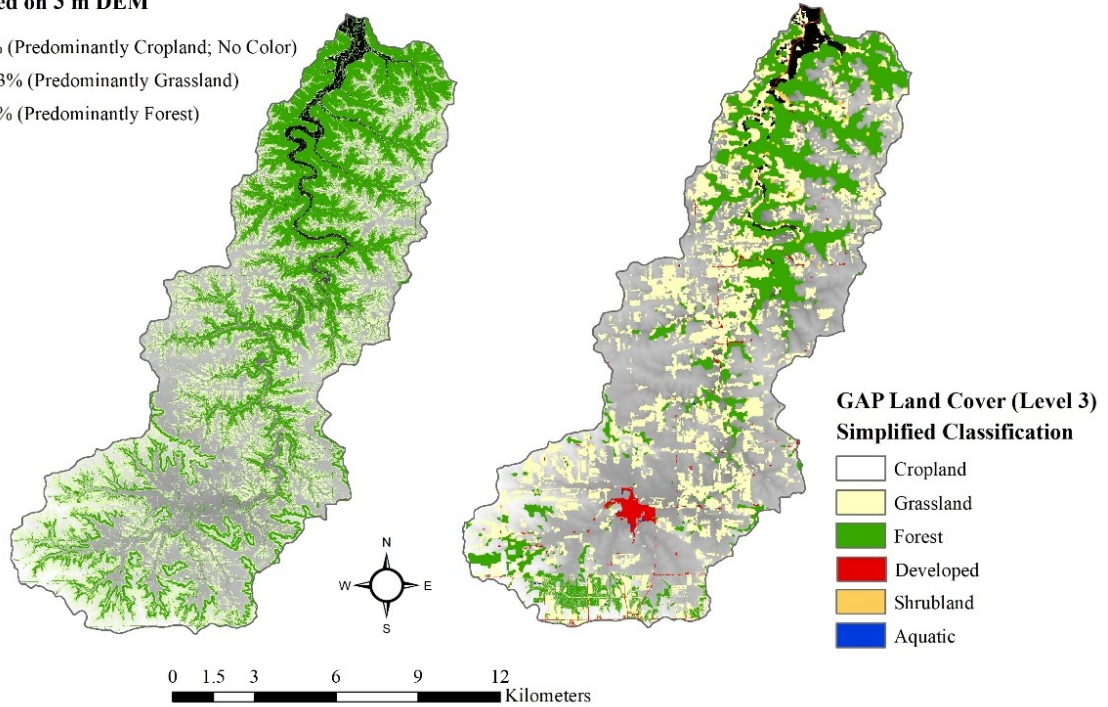 ed on m DEM
% (Predominantly Cropland; No Color)
3% (Predominantly Grassland)
% (Predominantly Forest)
GAP Land Cover (Level 3)
Simplified Classification
Cropland
Grassland
Forest
Developed
Shrubland
Aquatic
N
W E
S
0 1.5 3 6 9 12
Kilometers